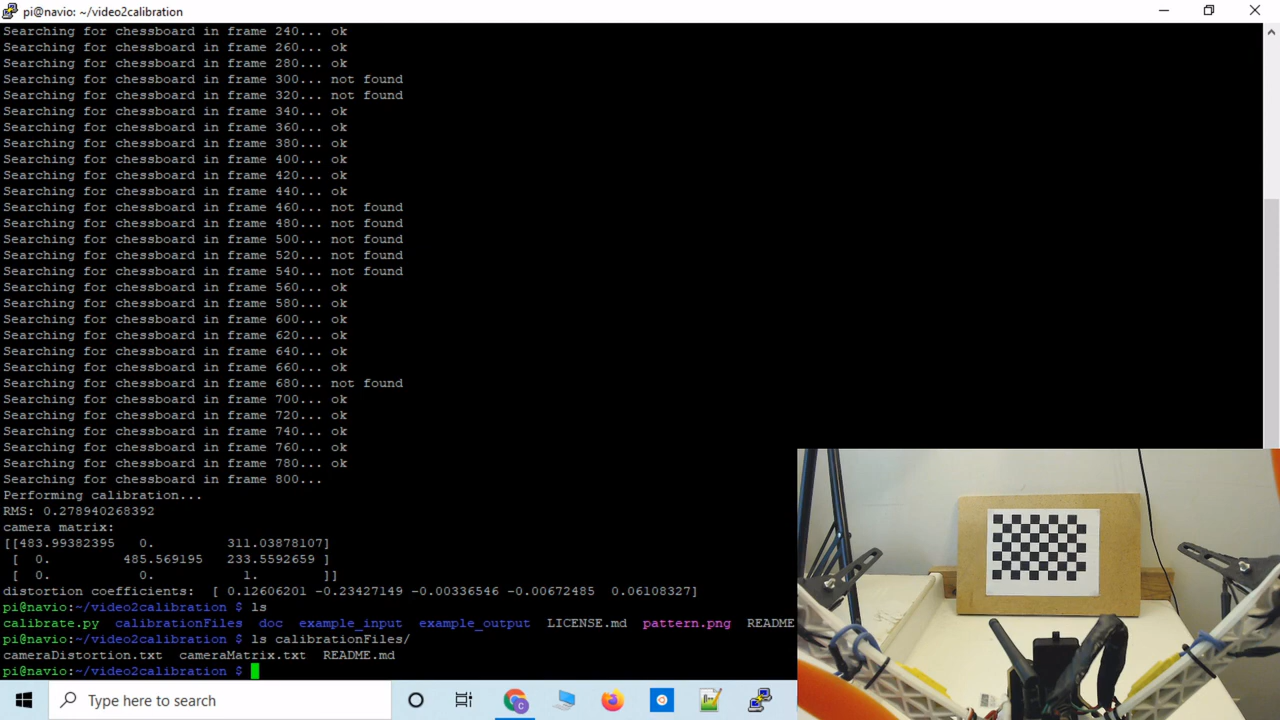 pi@navio: ~/video2calibration
Searching for chessboard in frame 240... ok
Searching for chessboard in frame 260... ok
Searching for chessboard in frame 280... ok
Searching for chessboard in frame 300... not found
Searching for chessboard in frame 320... not found
Searching for chessboard in frame 340... ok
Searching for chessboard in frame 360... ok
Searching for chessboard in frame 380... ok
Searching for chessboard in frame 400... ok
Searching for chessboard in frame 420... ok
Searching for chessboard in frame 440... ok
Searching for chessboard in frame 460... not found
Searching for chessboard in frame 480... not found
Searching for chessboard in frame 500... not found
Searching for chessboard in frame 520... not found
Searching for chessboard in frame 540... not found
Searching for chessboard in frame 560... ok
Searching for chessboard in frame 580... ok
Searching for chessboard in frame 600... ok
Searching for chessboard in frame 620... ok
Searching for chessboard in frame 640... ok
Searching for chessboard in frame 660... ok
Searching for chessboard in frame 680... not found
Searching for chessboard in frame 700... ok
Searching for chessboard in frame 720... ok
Searching for chessboard in frame 740... ok
Searching for chessboard in frame 760... ok
Searching for chessboard in frame 780... ok
Searching for chessboard in frame 800...
Performing calibration...
RMS: 0.278940268392
camera matrix:
[[483.99382395   0.         311.03878107]
 [  0.         485.569195   233.5592659 ]
 [  0.           0.           1.        ]]
distortion coefficients:  [ 0.12606201 -0.23427149 -0.00336546 -0.00672485  0.06108327]
pi@navio:~/video2calibration $ ls
calibrate.py  calibrationFiles  doc  example_input  example_output  LICENSE.md  pattern.png  README
pi@navio:~/video2calibration $ ls calibrationFiles/
cameraDistortion.txt  cameraMatrix.txt  README.md
pi@navio:~/video2calibration $
Type here to search